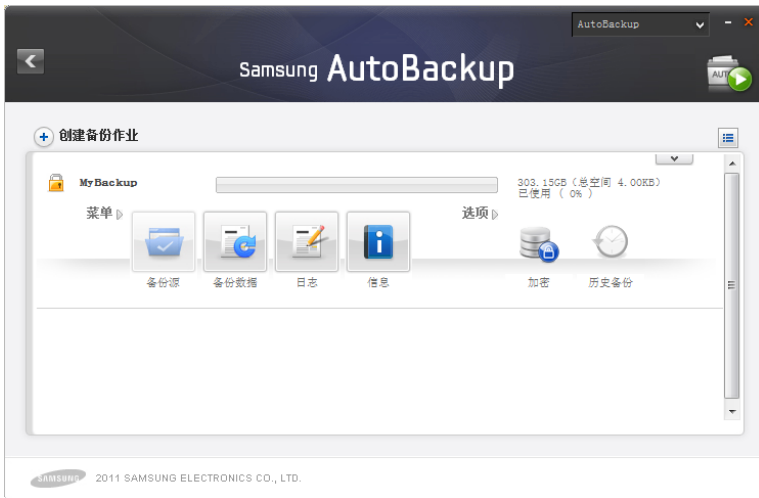 AutoBackup
Samsung AutoBackup
AUTO
创建备份作业
MyBackup
303.15GB（总空间 4.00KB）
已使用（ 0% ）
菜单
选项
备份源
备份数据
日志
信息
加密
历史备份
SAMSUNG 2011 SAMSUNG ELECTRONICS CO., LTD.